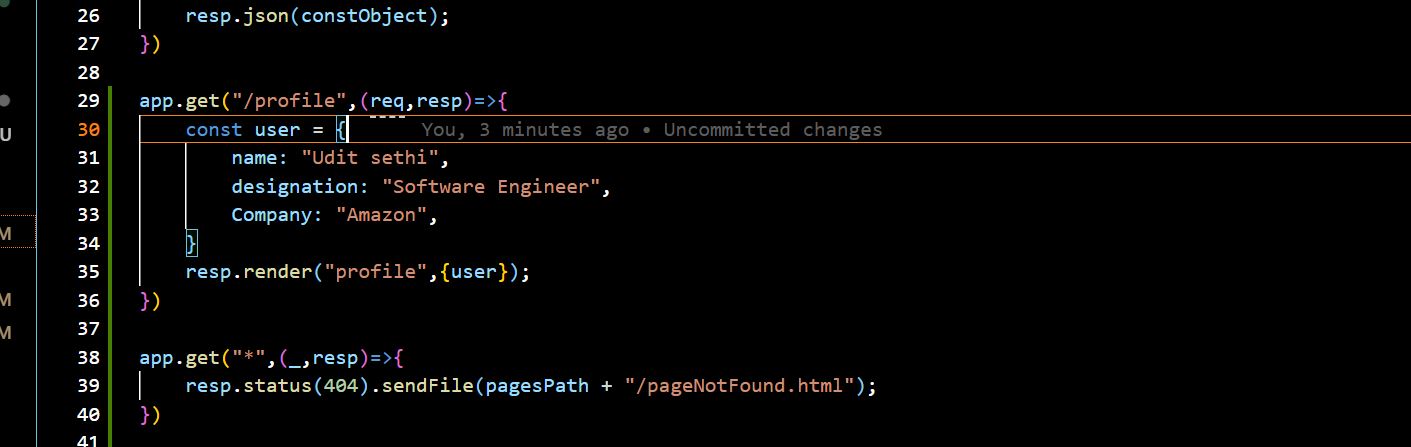 26 resp.json(constObject);
27 })
28
29 app.get("/profile",(req,resp)=>{
U
30 const user = { You, 3 minutes ago • Uncommitted changes
31 name: "Udit sethi",
32 designation: "Software Engineer",
33 Company: "Amazon",
M
34 }
35 resp.render("profile",{user});
M
36 })
M
37
38 app.get("*",(_,resp)=>{
39 resp.status(404).sendFile(pagesPath + "/pageNotFound.html");
40 })
41